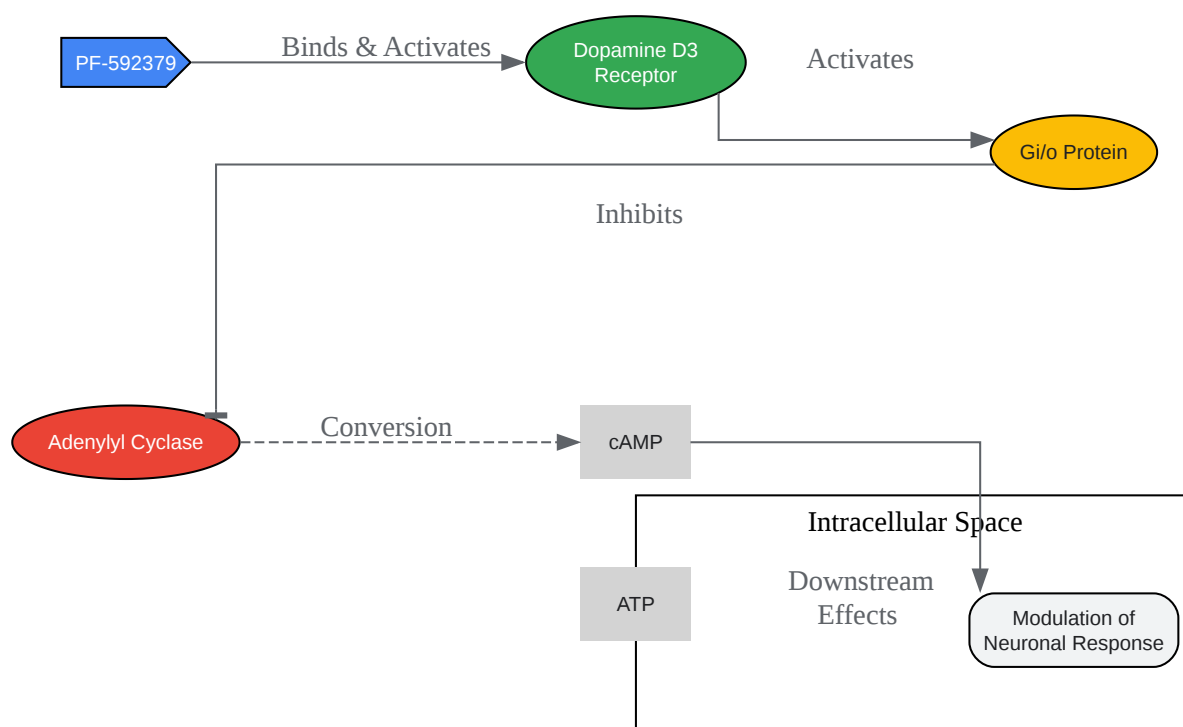 PF-592379
Binds & Activates
Dopamine D3
Receptor
Activates
Gi/o Protein
Inhibits
Adenylyl Cyclase
Conversion
cAMP
Intracellular Space
ATP
Downstream
Effects
Modulation of
Neuronal Response